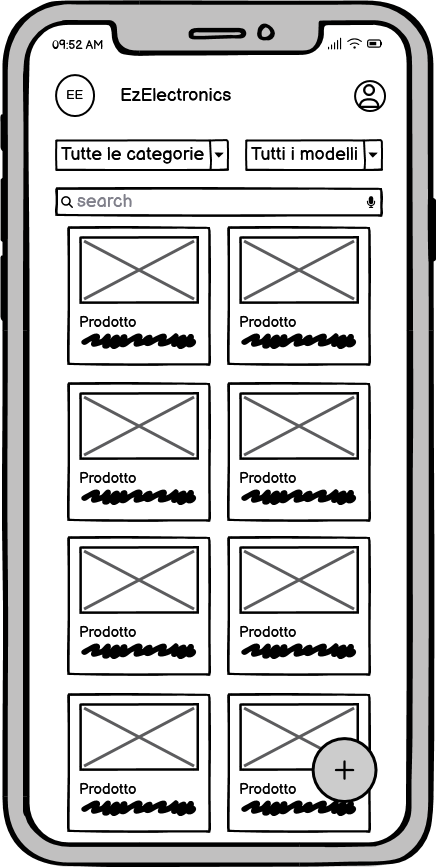 09:52 AM
EE
EzElectronics
Tutte le categorie
Tutti i modelli
search
Prodotto
Prodotto
Prodotto
Prodotto
Prodotto
Prodotto
Prodotto
Prodotto